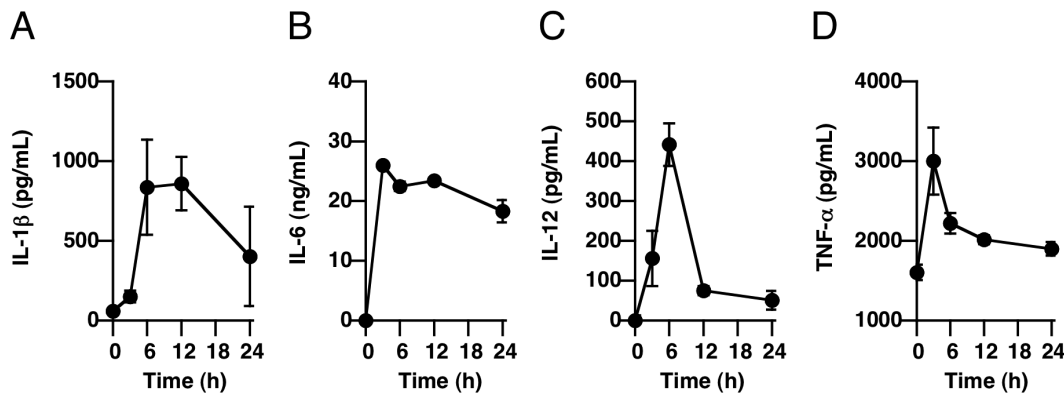 A
B
C
D
IL-1β (pg/mL)
1500
1000
500
0
0 6 12 18 24
Time (h)
IL-6 (ng/mL)
40
30
20
10
0
0 6 12 18 24
Time (h)
IL-12 (pg/mL)
600
500
400
300
200
100
0
0 6 12 18 24
Time (h)
TNF-α (pg/mL)
4000
3000
2000
1000
0 6 12 18 24
Time (h)